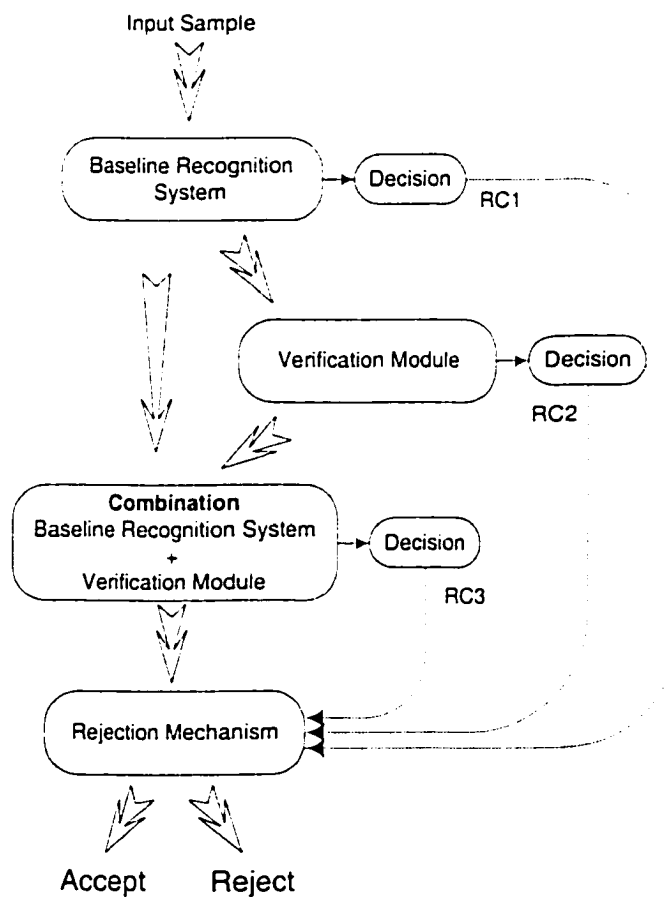 Input Sample
Baseline Recognition
System
Decision
RC1
Verification Module
Decision
RC2
Combination
Baseline Recognition System
+
Verification Module
Decision
RC3
Rejection Mechanism
Accept
Reject